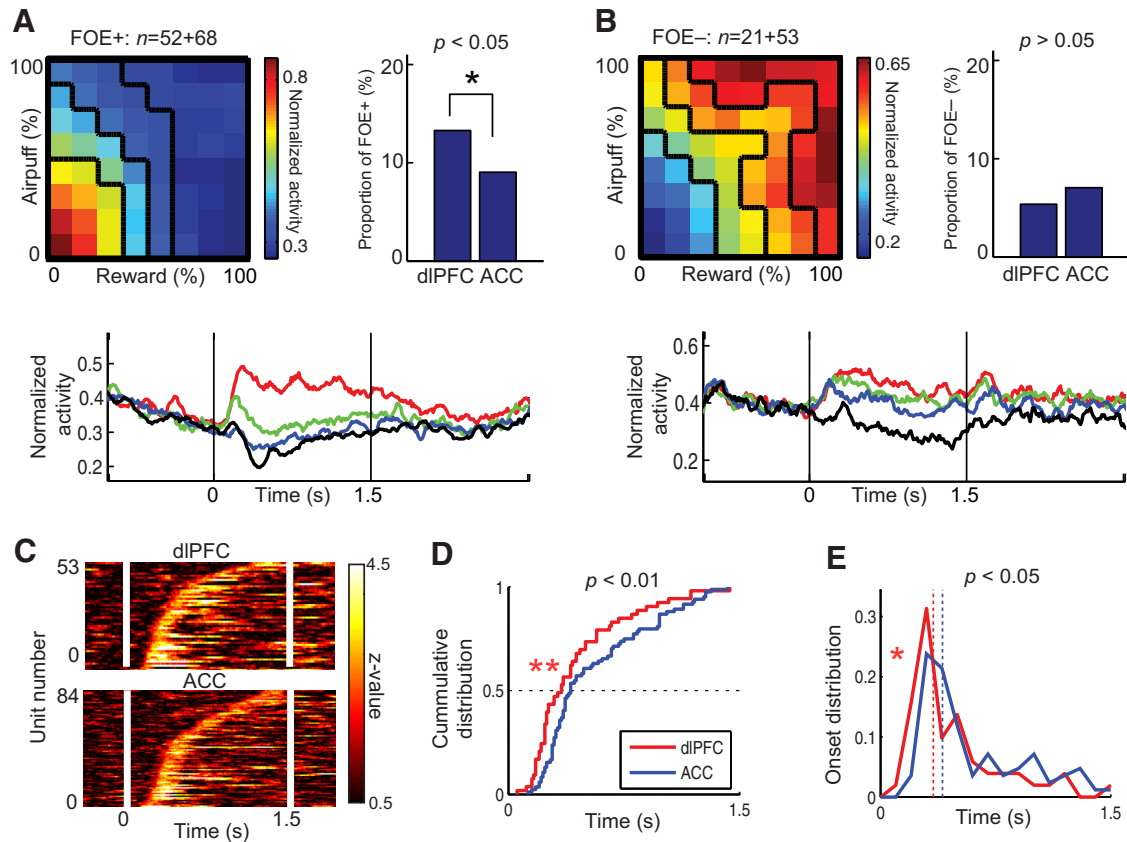 A
FOE+: n=52+68
100
Airpuff (%)
0
0
Reward (%)
100
0.8
Normalized activity
0.3
p < 0.05
20
10
0
Proportion of FOE+ (%)
*
dlPFC ACC
B
FOE–: n=21+53
100
Airpuff (%)
0
0
Reward (%)
100
0.65
Normalized activity
0.2
p > 0.05
20
10
0
Proportion of FOE– (%)
dlPFC ACC
Normalized
activity
0.5
0.4
0.3
0.2
0
Time (s)
1.5
Normalized
activity
0.6
0.4
0.2
0
Time (s)
1.5
C
dlPFC
53
0
Unit number
ACC
84
0
0
1.5
Time (s)
4.5
z-value
0.5
D
p < 0.01
1
0.5
0
Cummulative
distribution
**
dlPFC
ACC
0
1.5
Time (s)
E
p < 0.05
0.3
0.2
0.1
0
Onset distribution
*
0
1.5
Time (s)